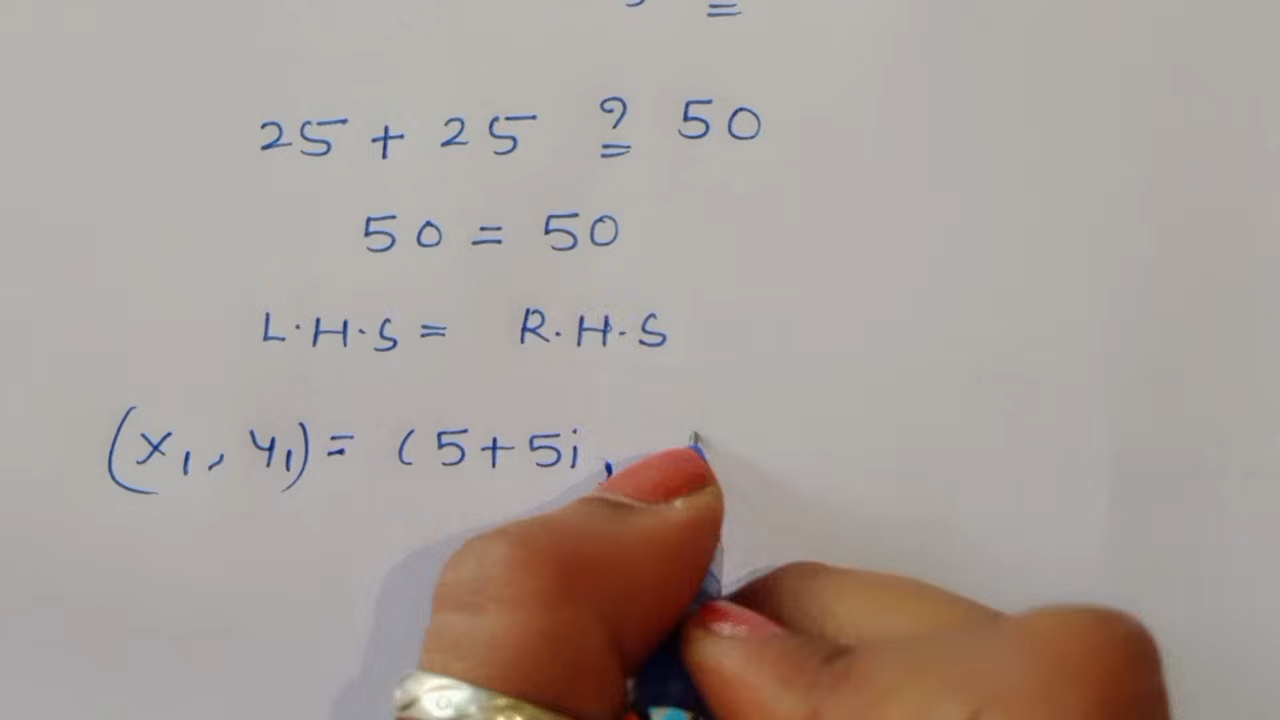 25 + 25 ≟ 50
50 = 50
L.H.S = R.H.S
(x₁, y₁) = (5+5i,